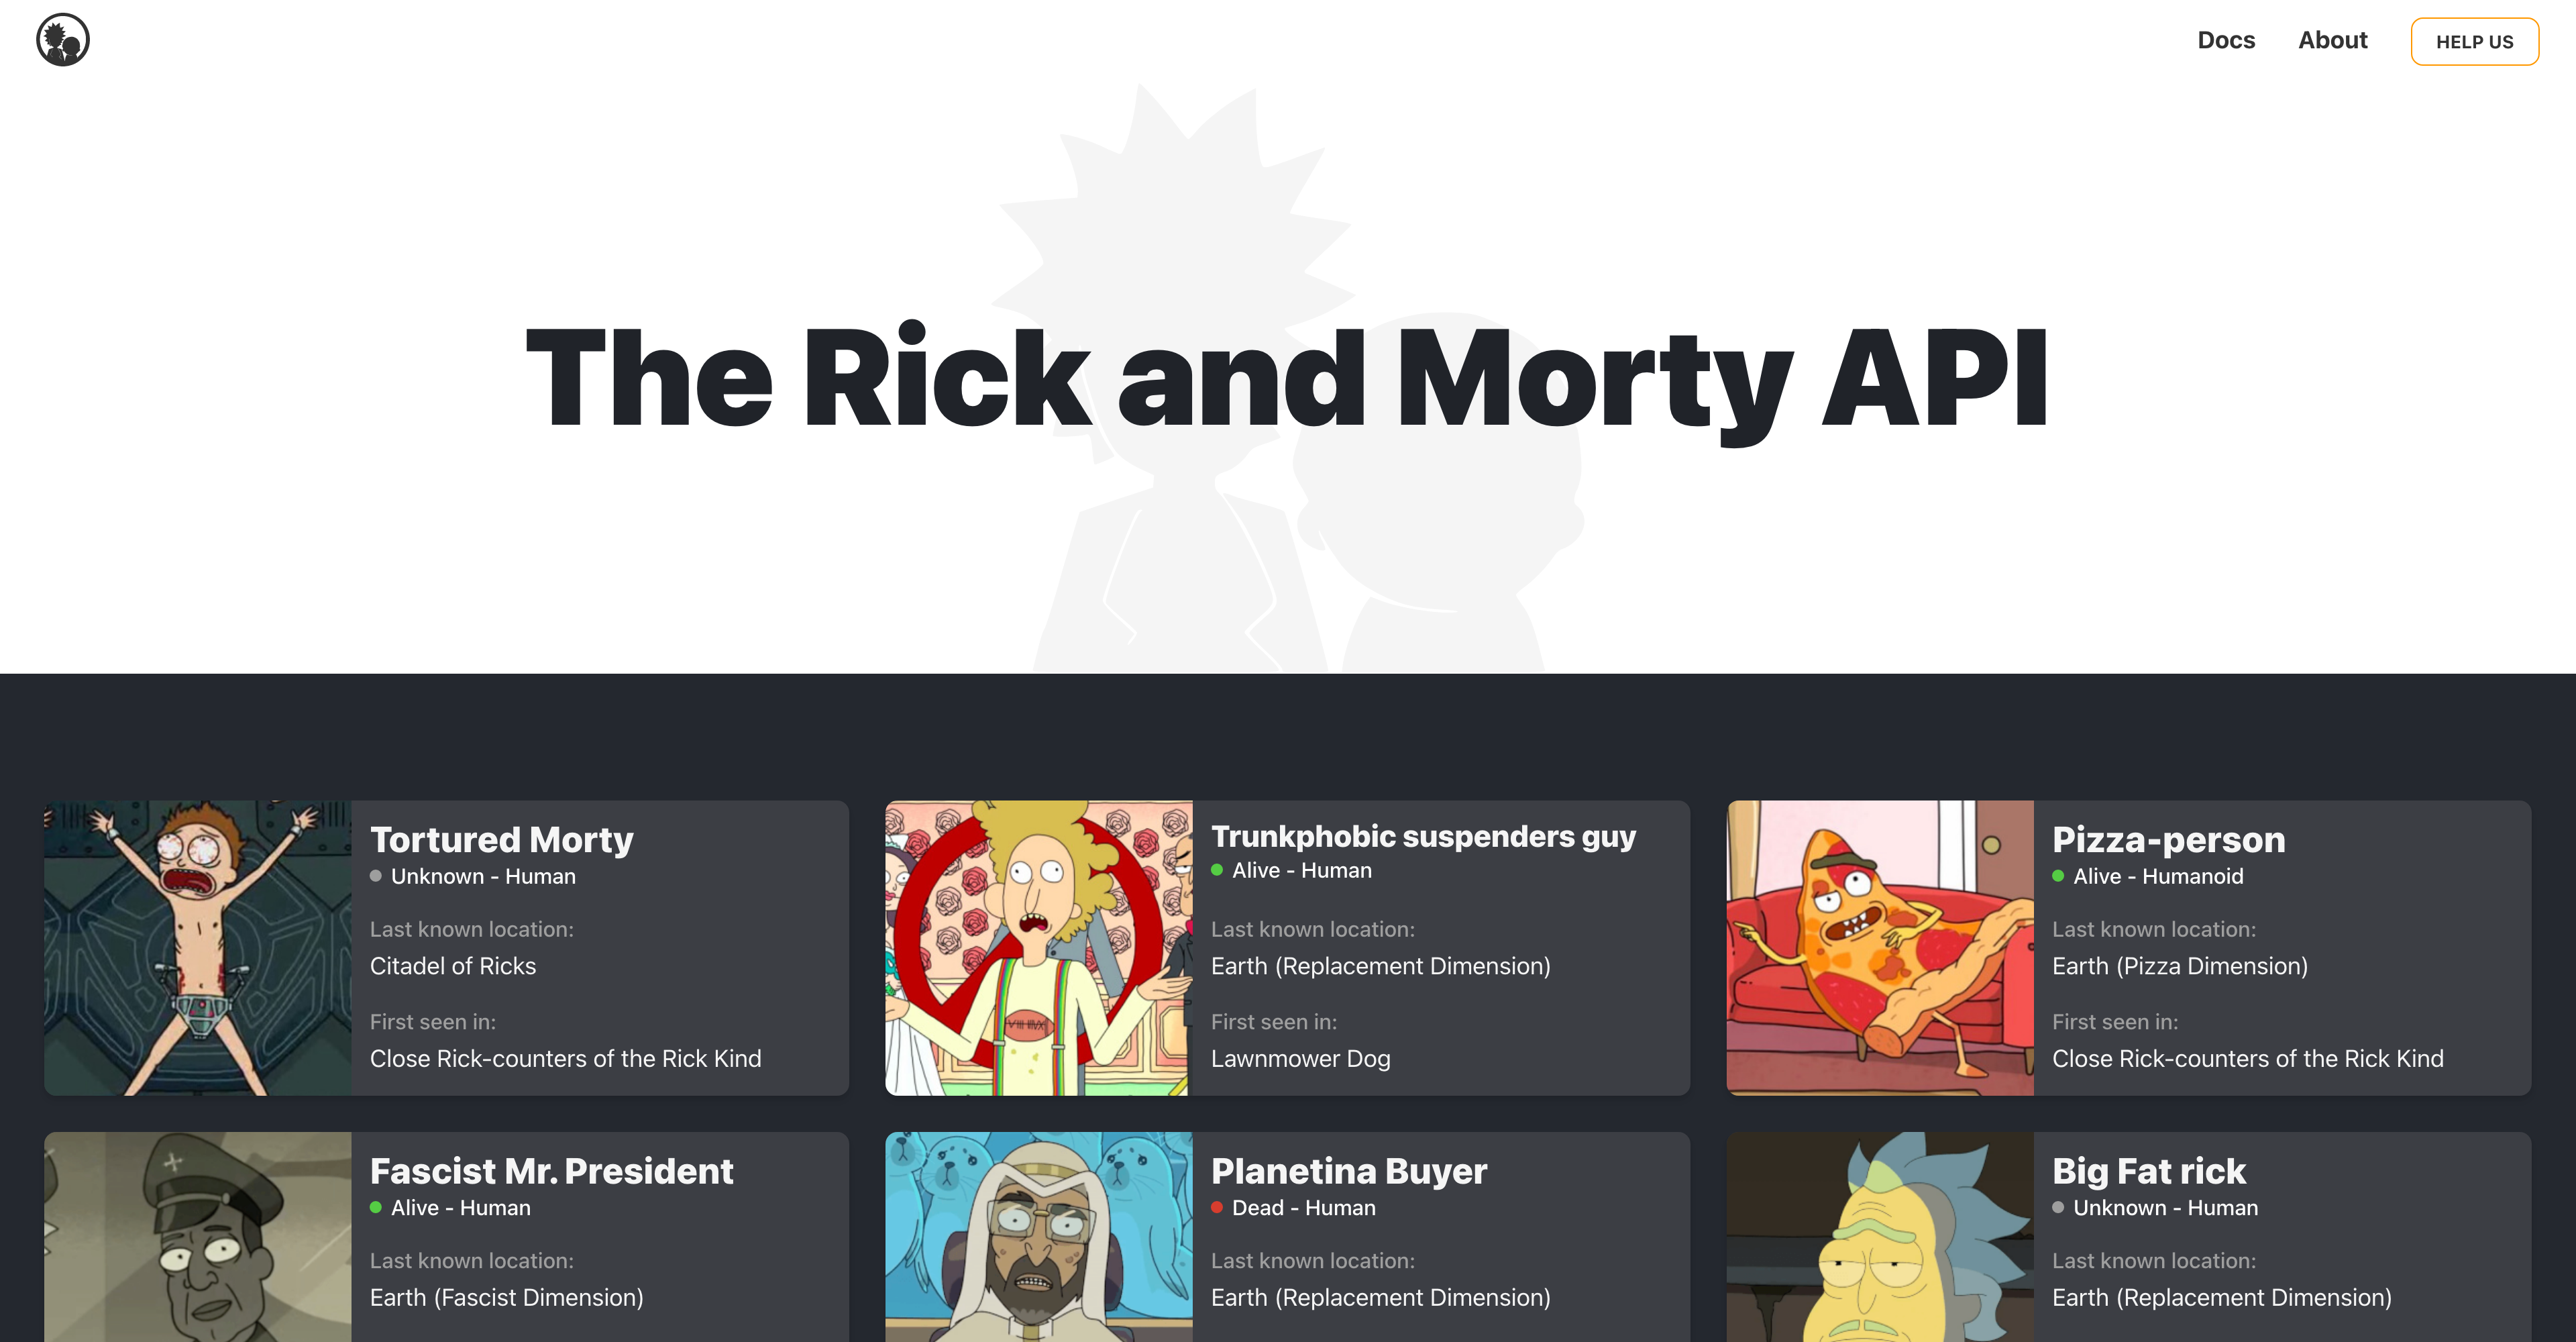 Docs About HELP US
The Rick and Morty API
Tortured Morty
Unknown - Human
Last known location:
Citadel of Ricks
First seen in:
Close Rick-counters of the Rick Kind
Trunkphobic suspenders guy
Alive - Human
Last known location:
Earth (Replacement Dimension)
First seen in:
Lawnmower Dog
Pizza-person
Alive - Humanoid
Last known location:
Earth (Pizza Dimension)
First seen in:
Close Rick-counters of the Rick Kind
Fascist Mr. President
Alive - Human
Last known location:
Earth (Fascist Dimension)
Planetina Buyer
Dead - Human
Last known location:
Earth (Replacement Dimension)
Big Fat rick
Unknown - Human
Last known location:
Earth (Replacement Dimension)